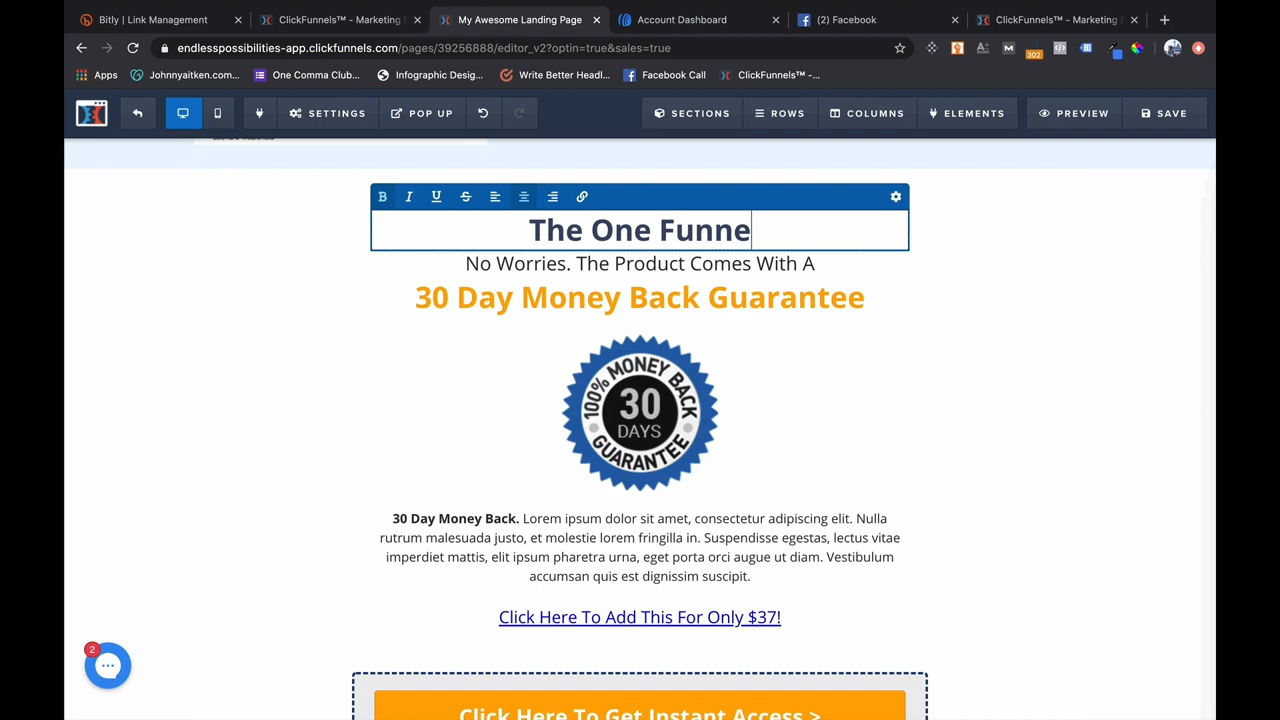 Bitly | Link Management
ClickFunnels™ - Marketing
My Awesome Landing Page
Account Dashboard
(2) Facebook
ClickFunnels™ - Marketing
endlesspossibilities-app.clickfunnels.com/pages/39256888/editor_v2?optin=true&sales=true
302
Apps
Johnnyaitken.com...
One Comma Club...
Infographic Desig...
Write Better Headl...
Facebook Call
ClickFunnels™ -...
SETTINGS
POP UP
SECTIONS
ROWS
COLUMNS
ELEMENTS
PREVIEW
SAVE
B I U S
The One Funne
No Worries. The Product Comes With A
30 Day Money Back Guarantee
100% MONEY BACK
30
DAYS
GUARANTEE
30 Day Money Back. Lorem ipsum dolor sit amet, consectetur adipiscing elit. Nulla
rutrum malesuada justo, et molestie lorem fringilla in. Suspendisse egestas, lectus vitae
imperdiet mattis, elit ipsum pharetra urna, eget porta orci augue ut diam. Vestibulum
accumsan quis est dignissim suscipit.
Click Here To Add This For Only $37!
2
Click Here To Get Instant Access >